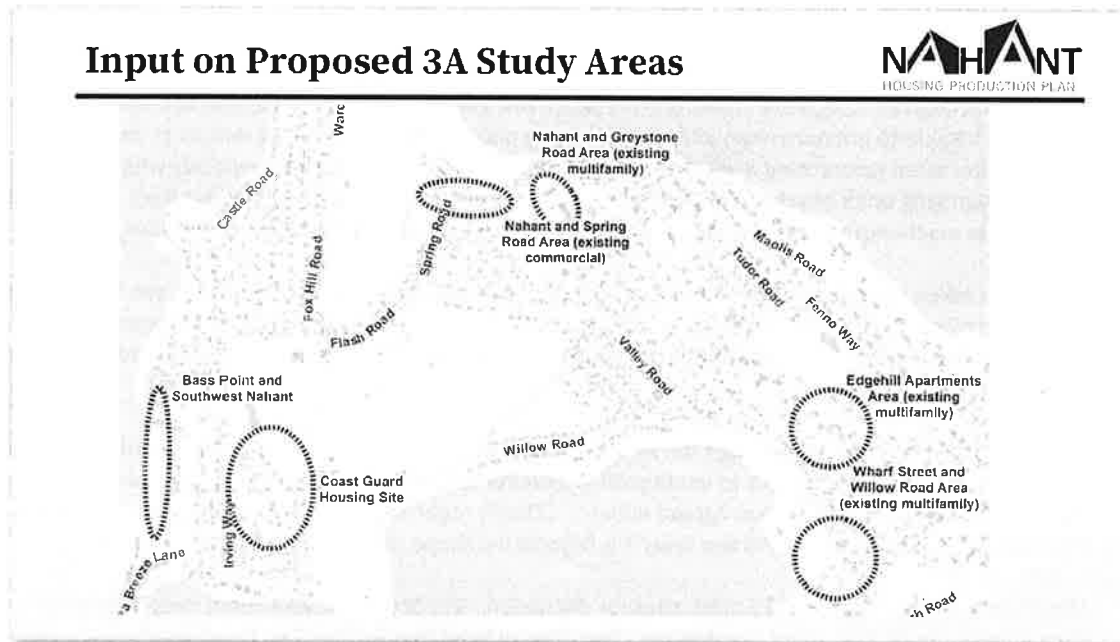 Input on Proposed 3A Study Areas
NAHANT
HOUSING PRODUCTION PLAN
Nahant and Greystone
Road Area (existing
multifamily)
Castle Road
Spring Road
Nahant and Spring
Road Area (existing
commercial)
Fox Hill Road
Maolis Road
Tudor Road
Fenno Way
Flash Road
Valley Road
Bass Point and
Southwest Nahant
Edgehill Apartments
Area (existing
multifamily)
Willow Road
Coast Guard
Housing Site
Wharf Street and
Willow Road Area
(existing multifamily)
Irving Way
a Breeze Lane
h Road